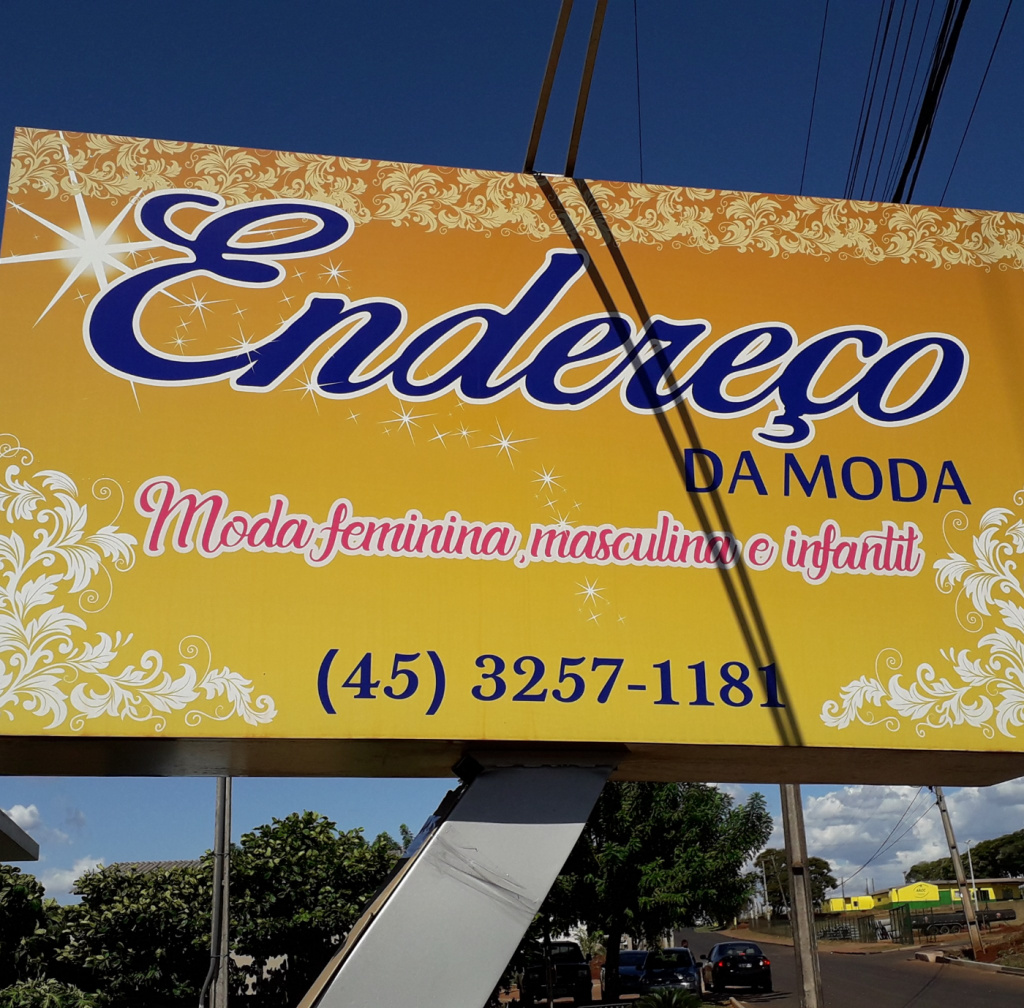 Endereço
DA MODA
Moda feminina, masculina e infantil
(45) 3257-1181